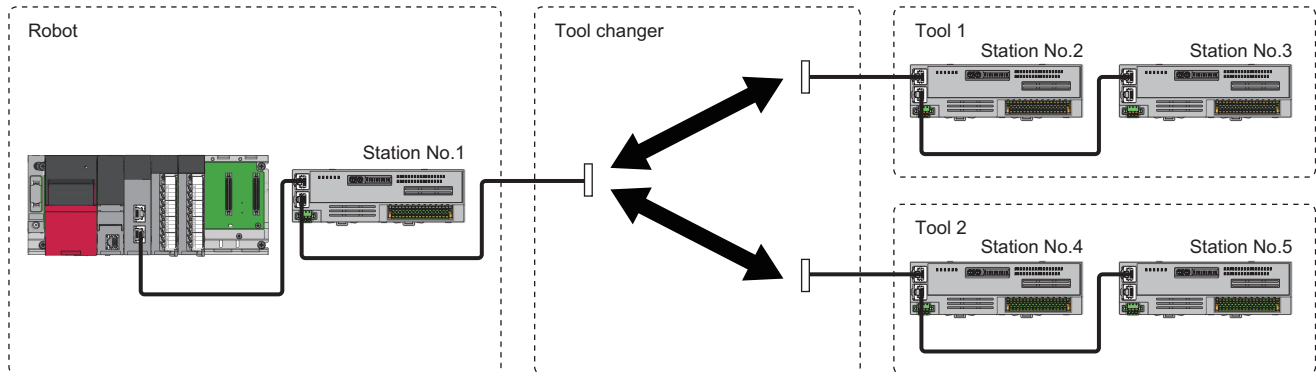 Robot
Tool changer
Tool 1
Station No.2
Station No.3
Station No.1
Tool 2
Station No.4
Station No.5